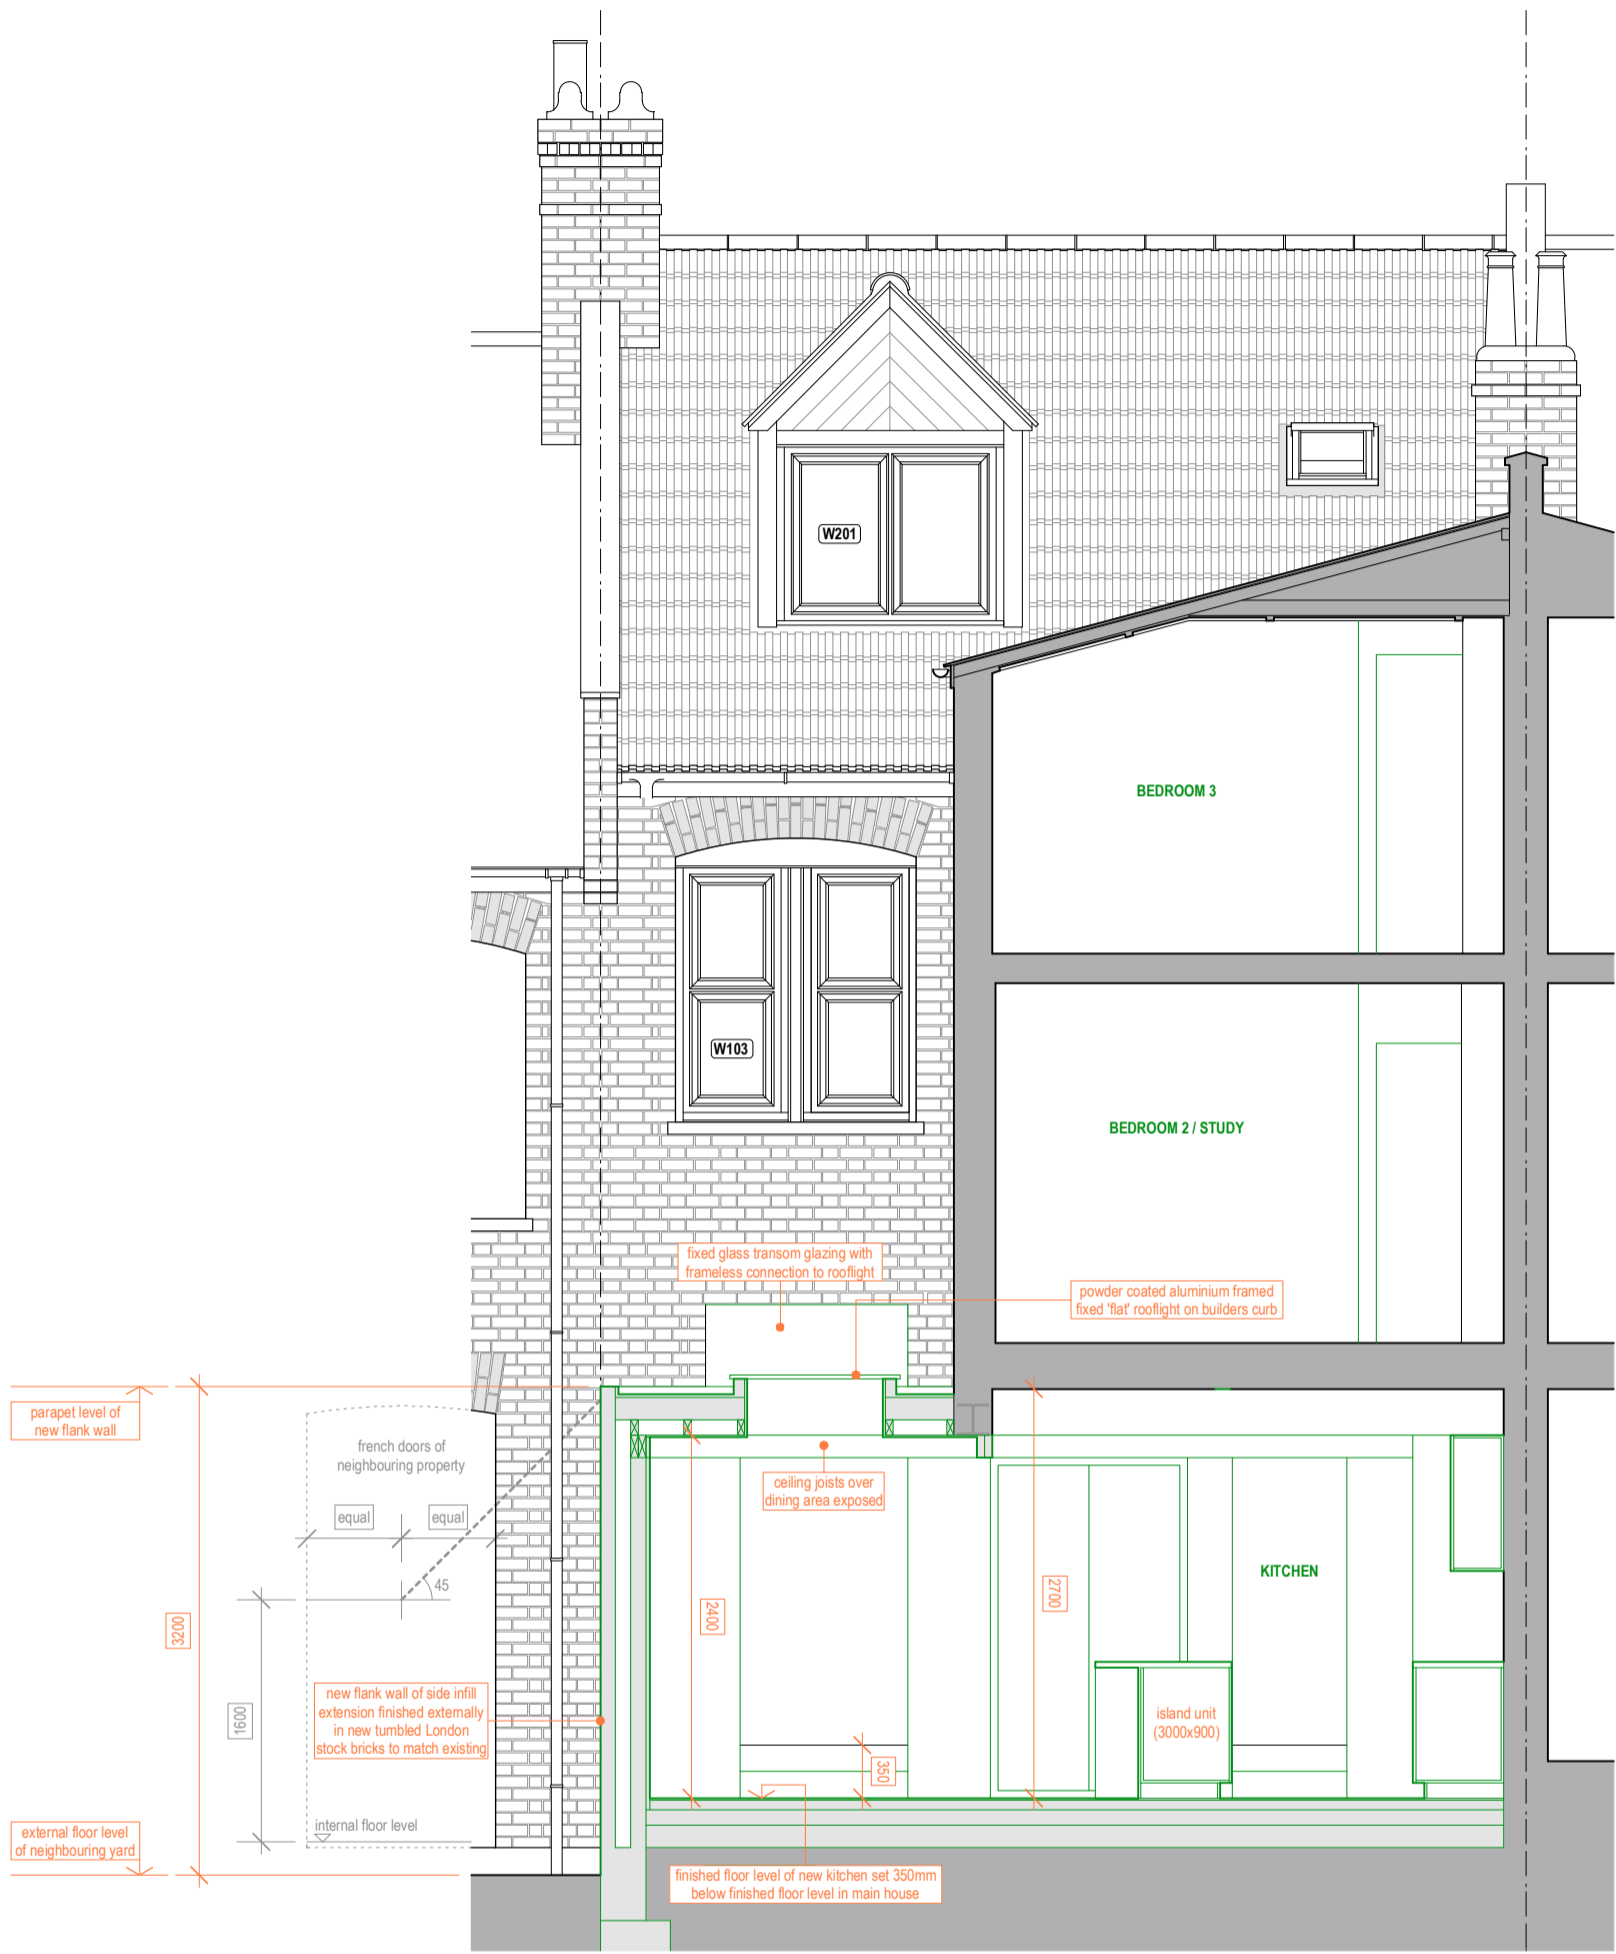 W201
BEDROOM 3
W103
BEDROOM 2 / STUDY
fixed glass transom glazing with
frameless connection to rooflight
powder coated aluminium framed
fixed 'flat' rooflight on builders curb
parapet level of
new flank wall
french doors of
neighbouring property
equal
equal
45
ceiling joists over
dining area exposed
KITCHEN
2400
2700
3200
1600
new flank wall of side infill
extension finished externally
in new tumbled London
stock bricks to match existing
island unit
(3000x900)
350
internal floor level
external floor level
of neighbouring yard
finished floor level of new kitchen set 350mm
below finished floor level in main house